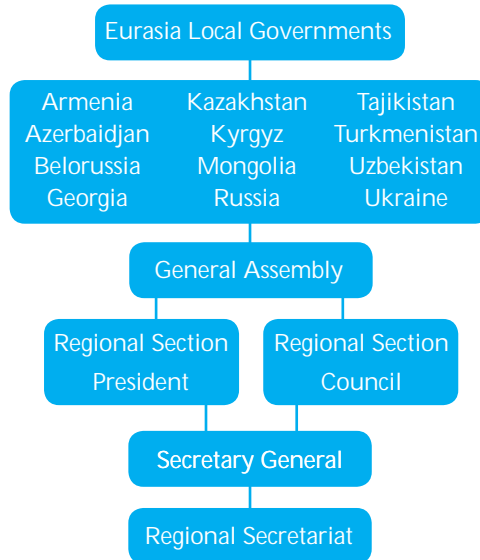 Eurasia Local Governments
Armenia Kazakhstan Tajikistan
Azerbaidjan Kyrgyz Turkmenistan
Belorussia Mongolia Uzbekistan
Georgia Russia Ukraine
General Assembly
Regional Section
President
Regional Section
Council
Secretary General
Regional Secretariat